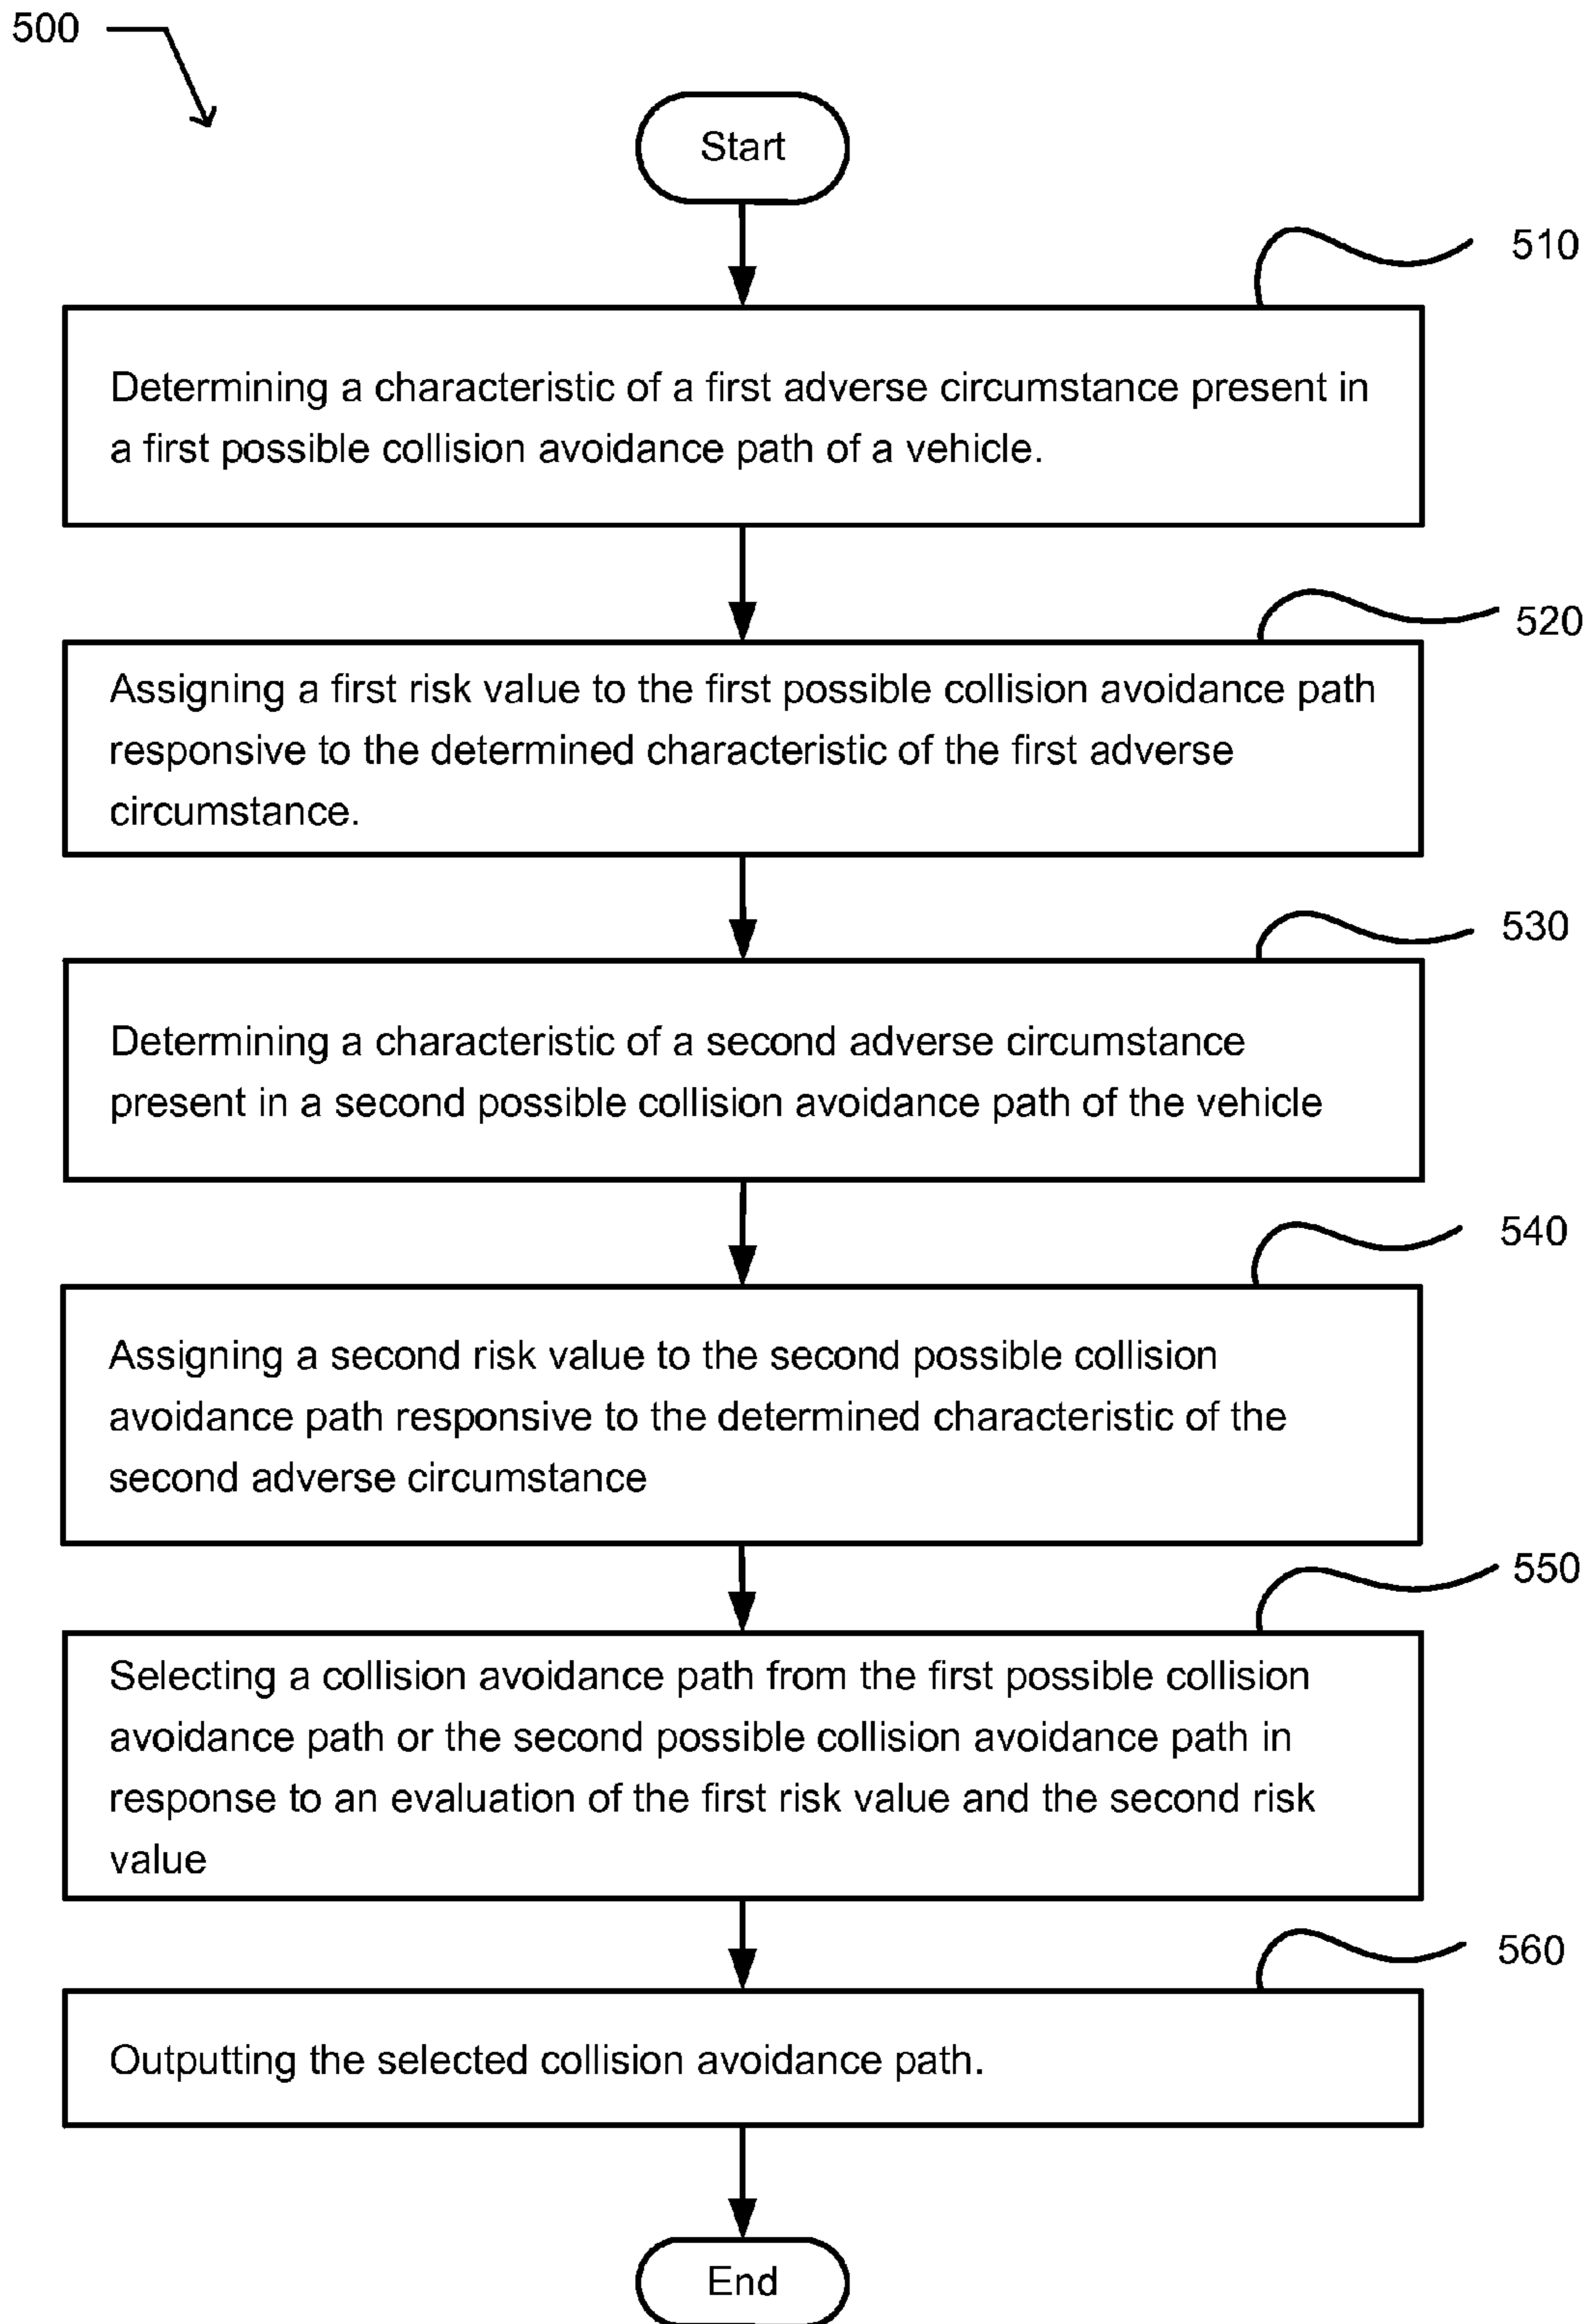 500
Start
510
Determining a characteristic of a first adverse circumstance present in
a first possible collision avoidance path of a vehicle.
520
Assigning a first risk value to the first possible collision avoidance path
responsive to the determined characteristic of the first adverse
circumstance.
530
Determining a characteristic of a second adverse circumstance
present in a second possible collision avoidance path of the vehicle
540
Assigning a second risk value to the second possible collision
avoidance path responsive to the determined characteristic of the
second adverse circumstance
550
Selecting a collision avoidance path from the first possible collision
avoidance path or the second possible collision avoidance path in
response to an evaluation of the first risk value and the second risk
value
560
Outputting the selected collision avoidance path.
End